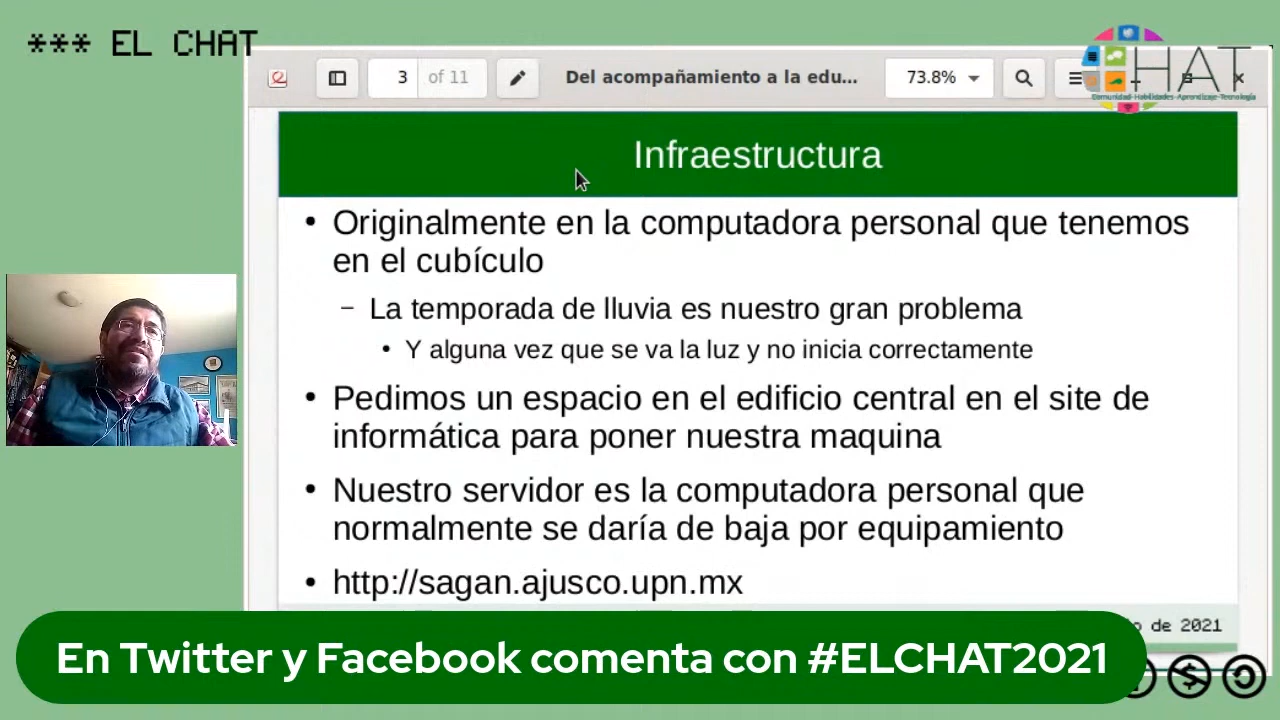 *** EL CHAT
HAT
Comunidad·Habilidades·Aprendizaje·Tecnología
3 of 11
Del acompañamiento a la edu...
73.8%
Infraestructura
• Originalmente en la computadora personal que tenemos
en el cubículo
– La temporada de lluvia es nuestro gran problema
• Y alguna vez que se va la luz y no inicia correctamente
• Pedimos un espacio en el edificio central en el site de
informática para poner nuestra maquina
• Nuestro servidor es la computadora personal que
normalmente se daría de baja por equipamiento
• http://sagan.ajusco.upn.mx
de 2021
En Twitter y Facebook comenta con #ELCHAT2021